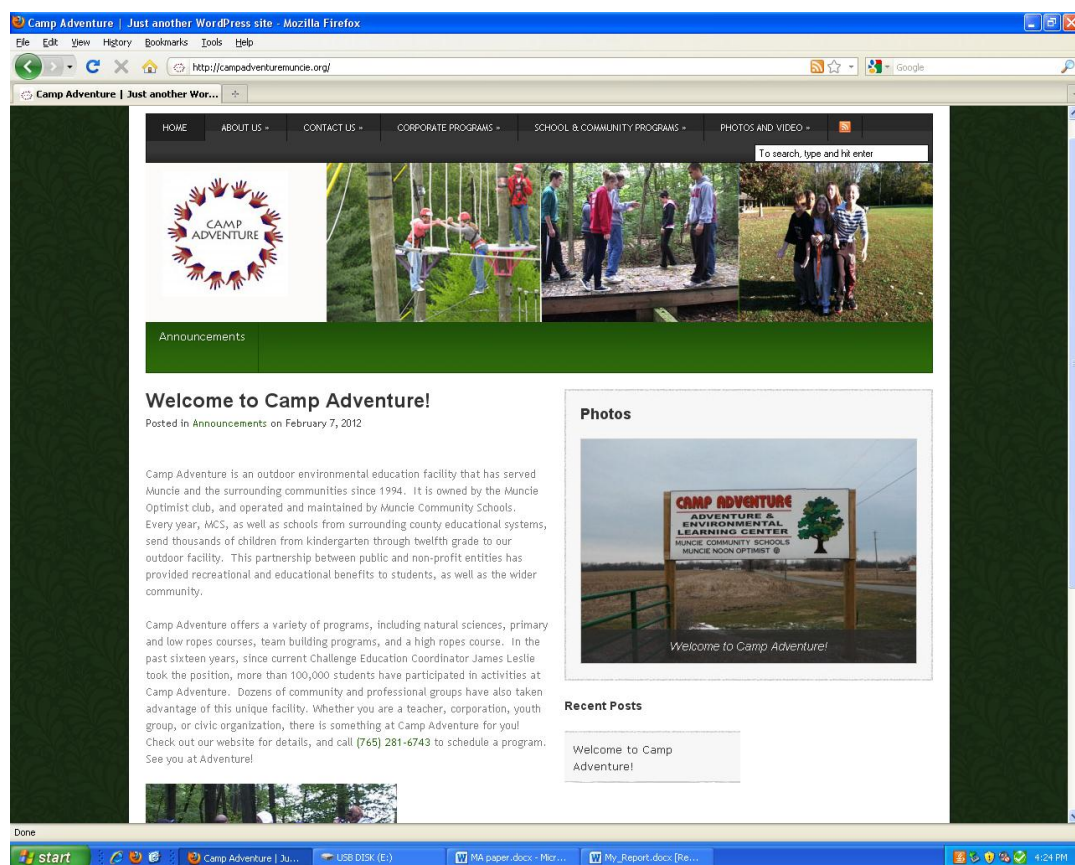 Camp Adventure | Just another WordPress site - Mozilla Firefox
File Edit View History Bookmarks Tools Help
http://campadventuremuncie.org/
Google
Camp Adventure | Just another Wor...
HOME ABOUT US » CONTACT US » CORPORATE PROGRAMS » SCHOOL & COMMUNITY PROGRAMS » PHOTOS AND VIDEO »
To search, type and hit enter
CAMP
ADVENTURE
Announcements
Welcome to Camp Adventure!
Posted in Announcements on February 7, 2012
Camp Adventure is an outdoor environmental education facility that has served
Muncie and the surrounding communities since 1994. It is owned by the Muncie
Optimist club, and operated and maintained by Muncie Community Schools.
Every year, MCS, as well as schools from surrounding county educational systems,
send thousands of children from kindergarten through twelfth grade to our
outdoor facility. This partnership between public and non-profit entities has
provided recreational and educational benefits to students, as well as the wider
community.
Camp Adventure offers a variety of programs, including natural sciences, primary
and low ropes courses, team building programs, and a high ropes course. In the
past sixteen years, since current Challenge Education Coordinator James Leslie
took the position, more than 100,000 students have participated in activities at
Camp Adventure. Dozens of community and professional groups have also taken
advantage of this unique facility. Whether you are a teacher, corporation, youth
group, or civic organization, there is something at Camp Adventure for you!
Check out our website for details, and call (765) 281-6743 to schedule a program.
See you at Adventure!
Photos
CAMP ADVENTURE
ADVENTURE &
ENVIRONMENTAL
LEARNING CENTER
MUNCIE COMMUNITY SCHOOLS
MUNCIE NOON OPTIMIST
Welcome to Camp Adventure!
Recent Posts
Welcome to Camp
Adventure!
Done
start
Camp Adventure | Ju...
USB DISK (E:)
MA paper.docx - Micr...
My_Report.docx [Re...
4:24 PM